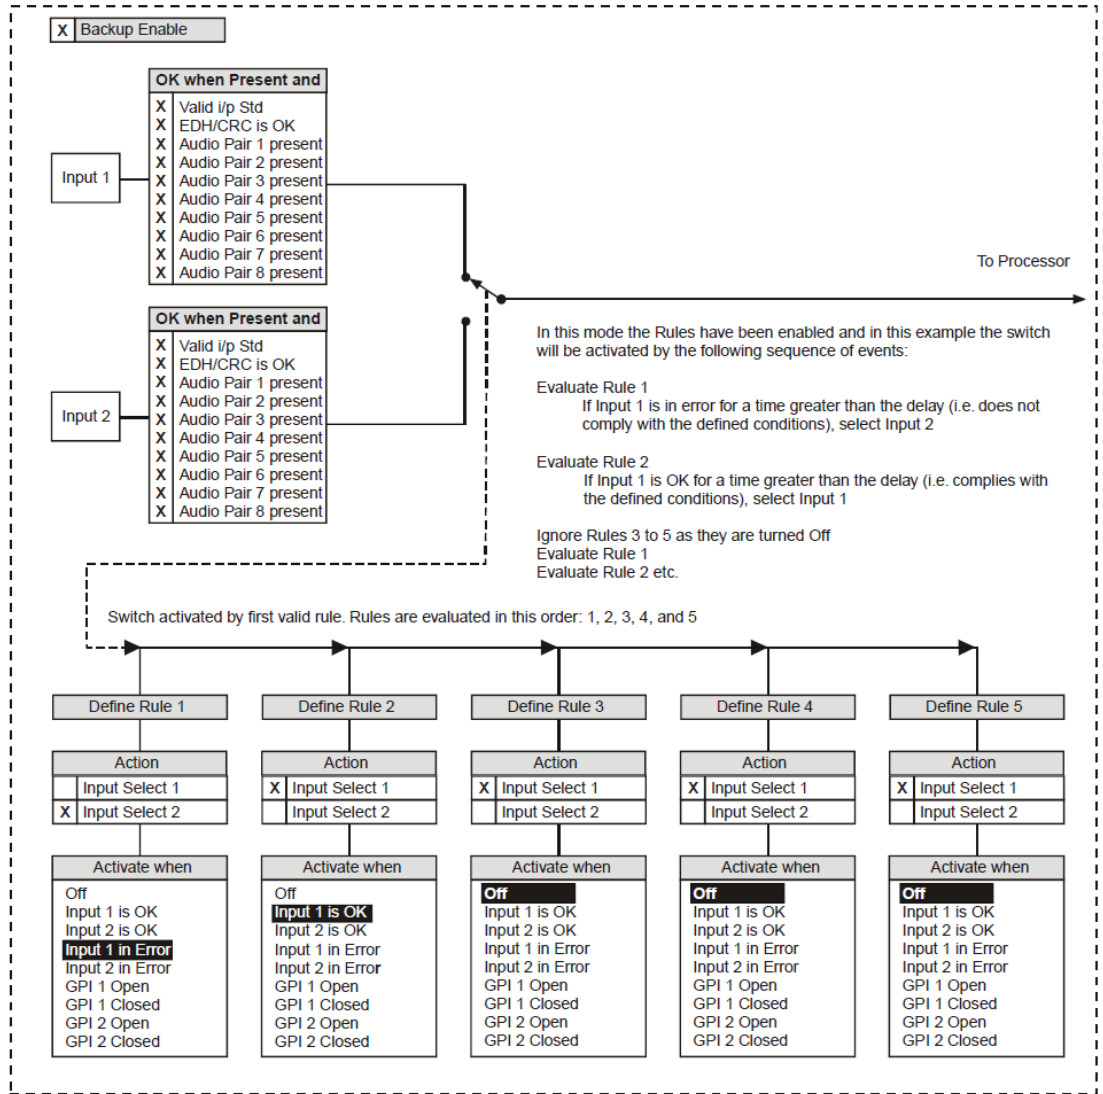 X Backup Enable
OK when Present and
X Valid i/p Std
X EDH/CRC is OK
X Audio Pair 1 present
X Audio Pair 2 present
X Audio Pair 3 present
X Audio Pair 4 present
X Audio Pair 5 present
X Audio Pair 6 present
X Audio Pair 7 present
X Audio Pair 8 present
Input 1
To Processor
OK when Present and
X Valid i/p Std
X EDH/CRC is OK
X Audio Pair 1 present
X Audio Pair 2 present
X Audio Pair 3 present
X Audio Pair 4 present
X Audio Pair 5 present
X Audio Pair 6 present
X Audio Pair 7 present
X Audio Pair 8 present
Input 2
In this mode the Rules have been enabled and in this example the switch
will be activated by the following sequence of events:
Evaluate Rule 1
If Input 1 is in error for a time greater than the delay (i.e. does not
comply with the defined conditions), select Input 2
Evaluate Rule 2
If Input 1 is OK for a time greater than the delay (i.e. complies with
the defined conditions), select Input 1
Ignore Rules 3 to 5 as they are turned Off
Evaluate Rule 1
Evaluate Rule 2 etc.
Switch activated by first valid rule. Rules are evaluated in this order: 1, 2, 3, 4, and 5
Define Rule 1
Action
Input Select 1
X Input Select 2
Activate when
Off
Input 1 is OK
Input 2 is OK
Input 1 in Error
Input 2 in Error
GPI 1 Open
GPI 1 Closed
GPI 2 Open
GPI 2 Closed
Define Rule 2
Action
X Input Select 1
Input Select 2
Activate when
Off
Input 1 is OK
Input 2 is OK
Input 1 in Error
Input 2 in Error
GPI 1 Open
GPI 1 Closed
GPI 2 Open
GPI 2 Closed
Define Rule 3
Action
X Input Select 1
Input Select 2
Activate when
Off
Input 1 is OK
Input 2 is OK
Input 1 in Error
Input 2 in Error
GPI 1 Open
GPI 1 Closed
GPI 2 Open
GPI 2 Closed
Define Rule 4
Action
X Input Select 1
Input Select 2
Activate when
Off
Input 1 is OK
Input 2 is OK
Input 1 in Error
Input 2 in Error
GPI 1 Open
GPI 1 Closed
GPI 2 Open
GPI 2 Closed
Define Rule 5
Action
X Input Select 1
Input Select 2
Activate when
Off
Input 1 is OK
Input 2 is OK
Input 1 in Error
Input 2 in Error
GPI 1 Open
GPI 1 Closed
GPI 2 Open
GPI 2 Closed